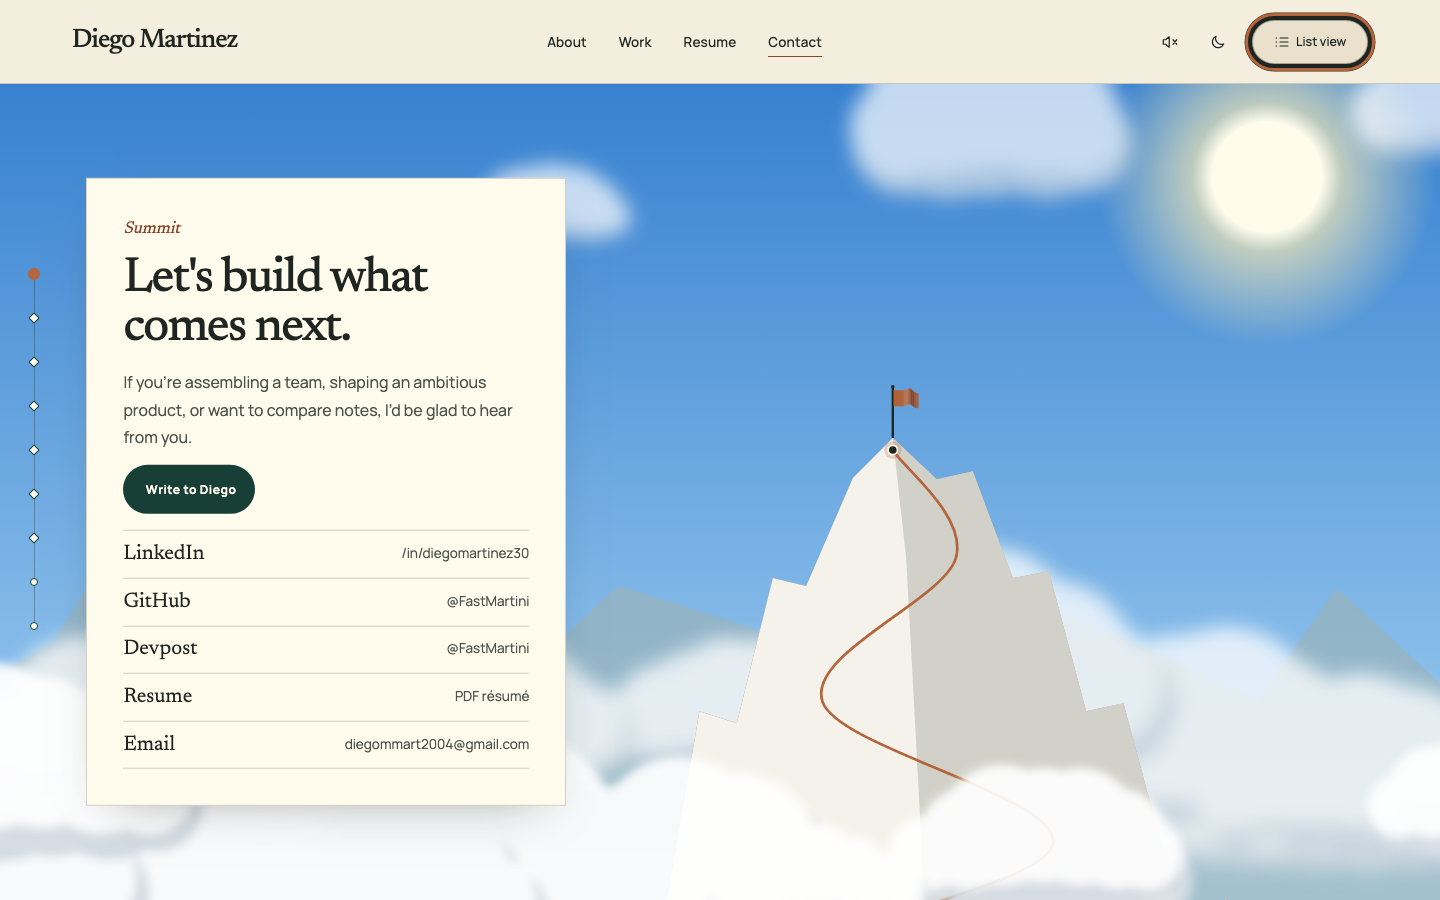 Diego Martinez
About
Work
Resume
Contact
List view
Summit
Let's build what
comes next.
If you're assembling a team, shaping an ambitious
product, or want to compare notes, I'd be glad to hear
from you.
Write to Diego
LinkedIn /in/diegomartinez30
GitHub @FastMartini
Devpost @FastMartini
Resume PDF résumé
Email diegommart2004@gmail.com